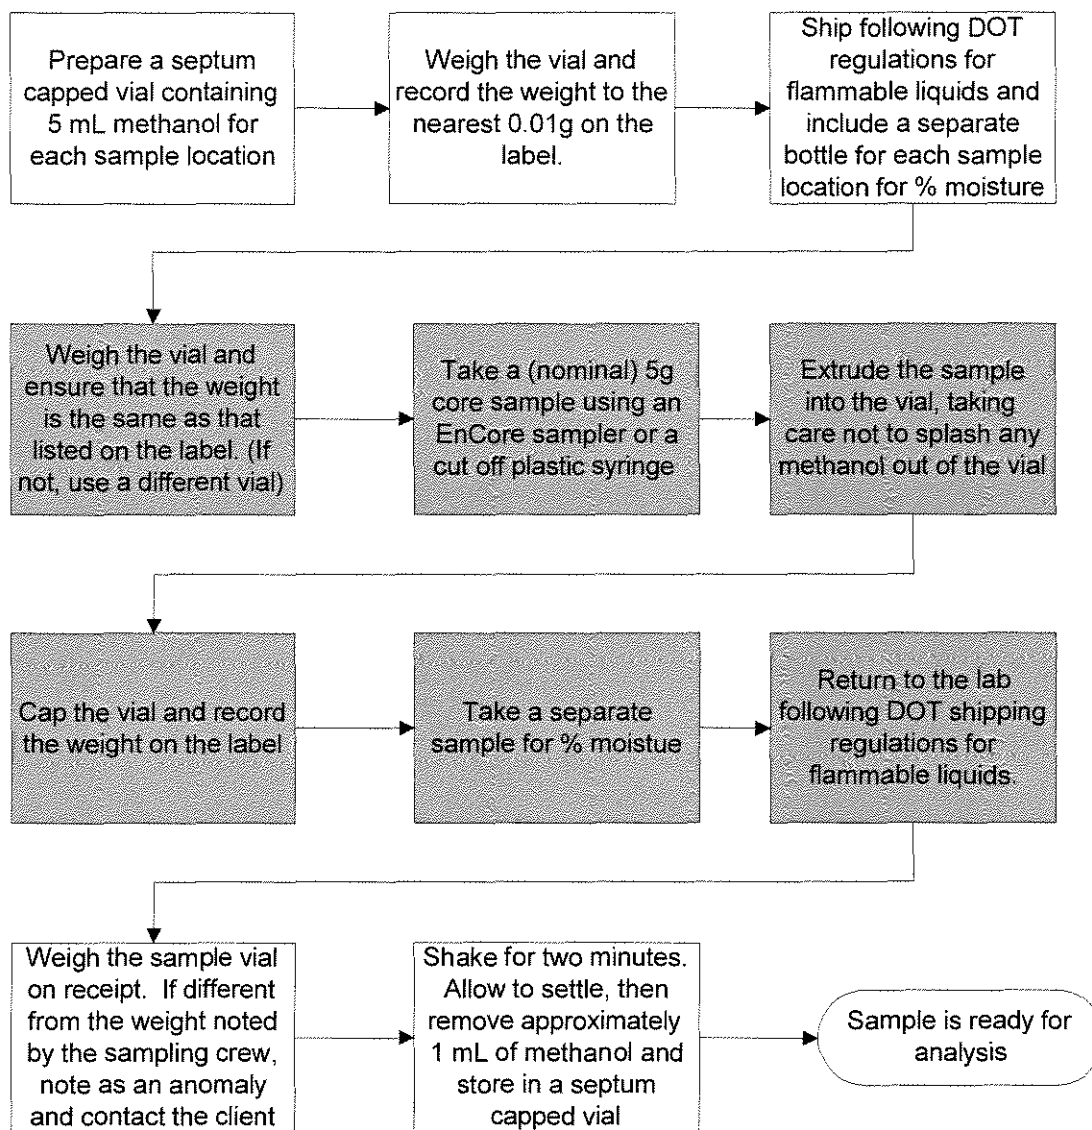 Prepare a septum
capped vial containing
5 mL methanol for
each sample location
Weigh the vial and
record the weight to the
nearest 0.01g on the
label.
Ship following DOT
regulations for
flammable liquids and
include a separate
bottle for each sample
location for % moisture
Weigh the vial and
ensure that the weight
is the same as that
listed on the label. (If
not, use a different vial)
Take a (nominal) 5g
core sample using an
EnCore sampler or a
cut off plastic syringe
Extrude the sample
into the vial, taking
care not to splash any
methanol out of the vial
Cap the vial and record
the weight on the label
Take a separate
sample for % moistue
Return to the lab
following DOT shipping
regulations for
flammable liquids.
Weigh the sample vial
on receipt. If different
from the weight noted
by the sampling crew,
note as an anomaly
and contact the client
Shake for two minutes.
Allow to settle, then
remove approximately
1 mL of methanol and
store in a septum
capped vial
Sample is ready for
analysis